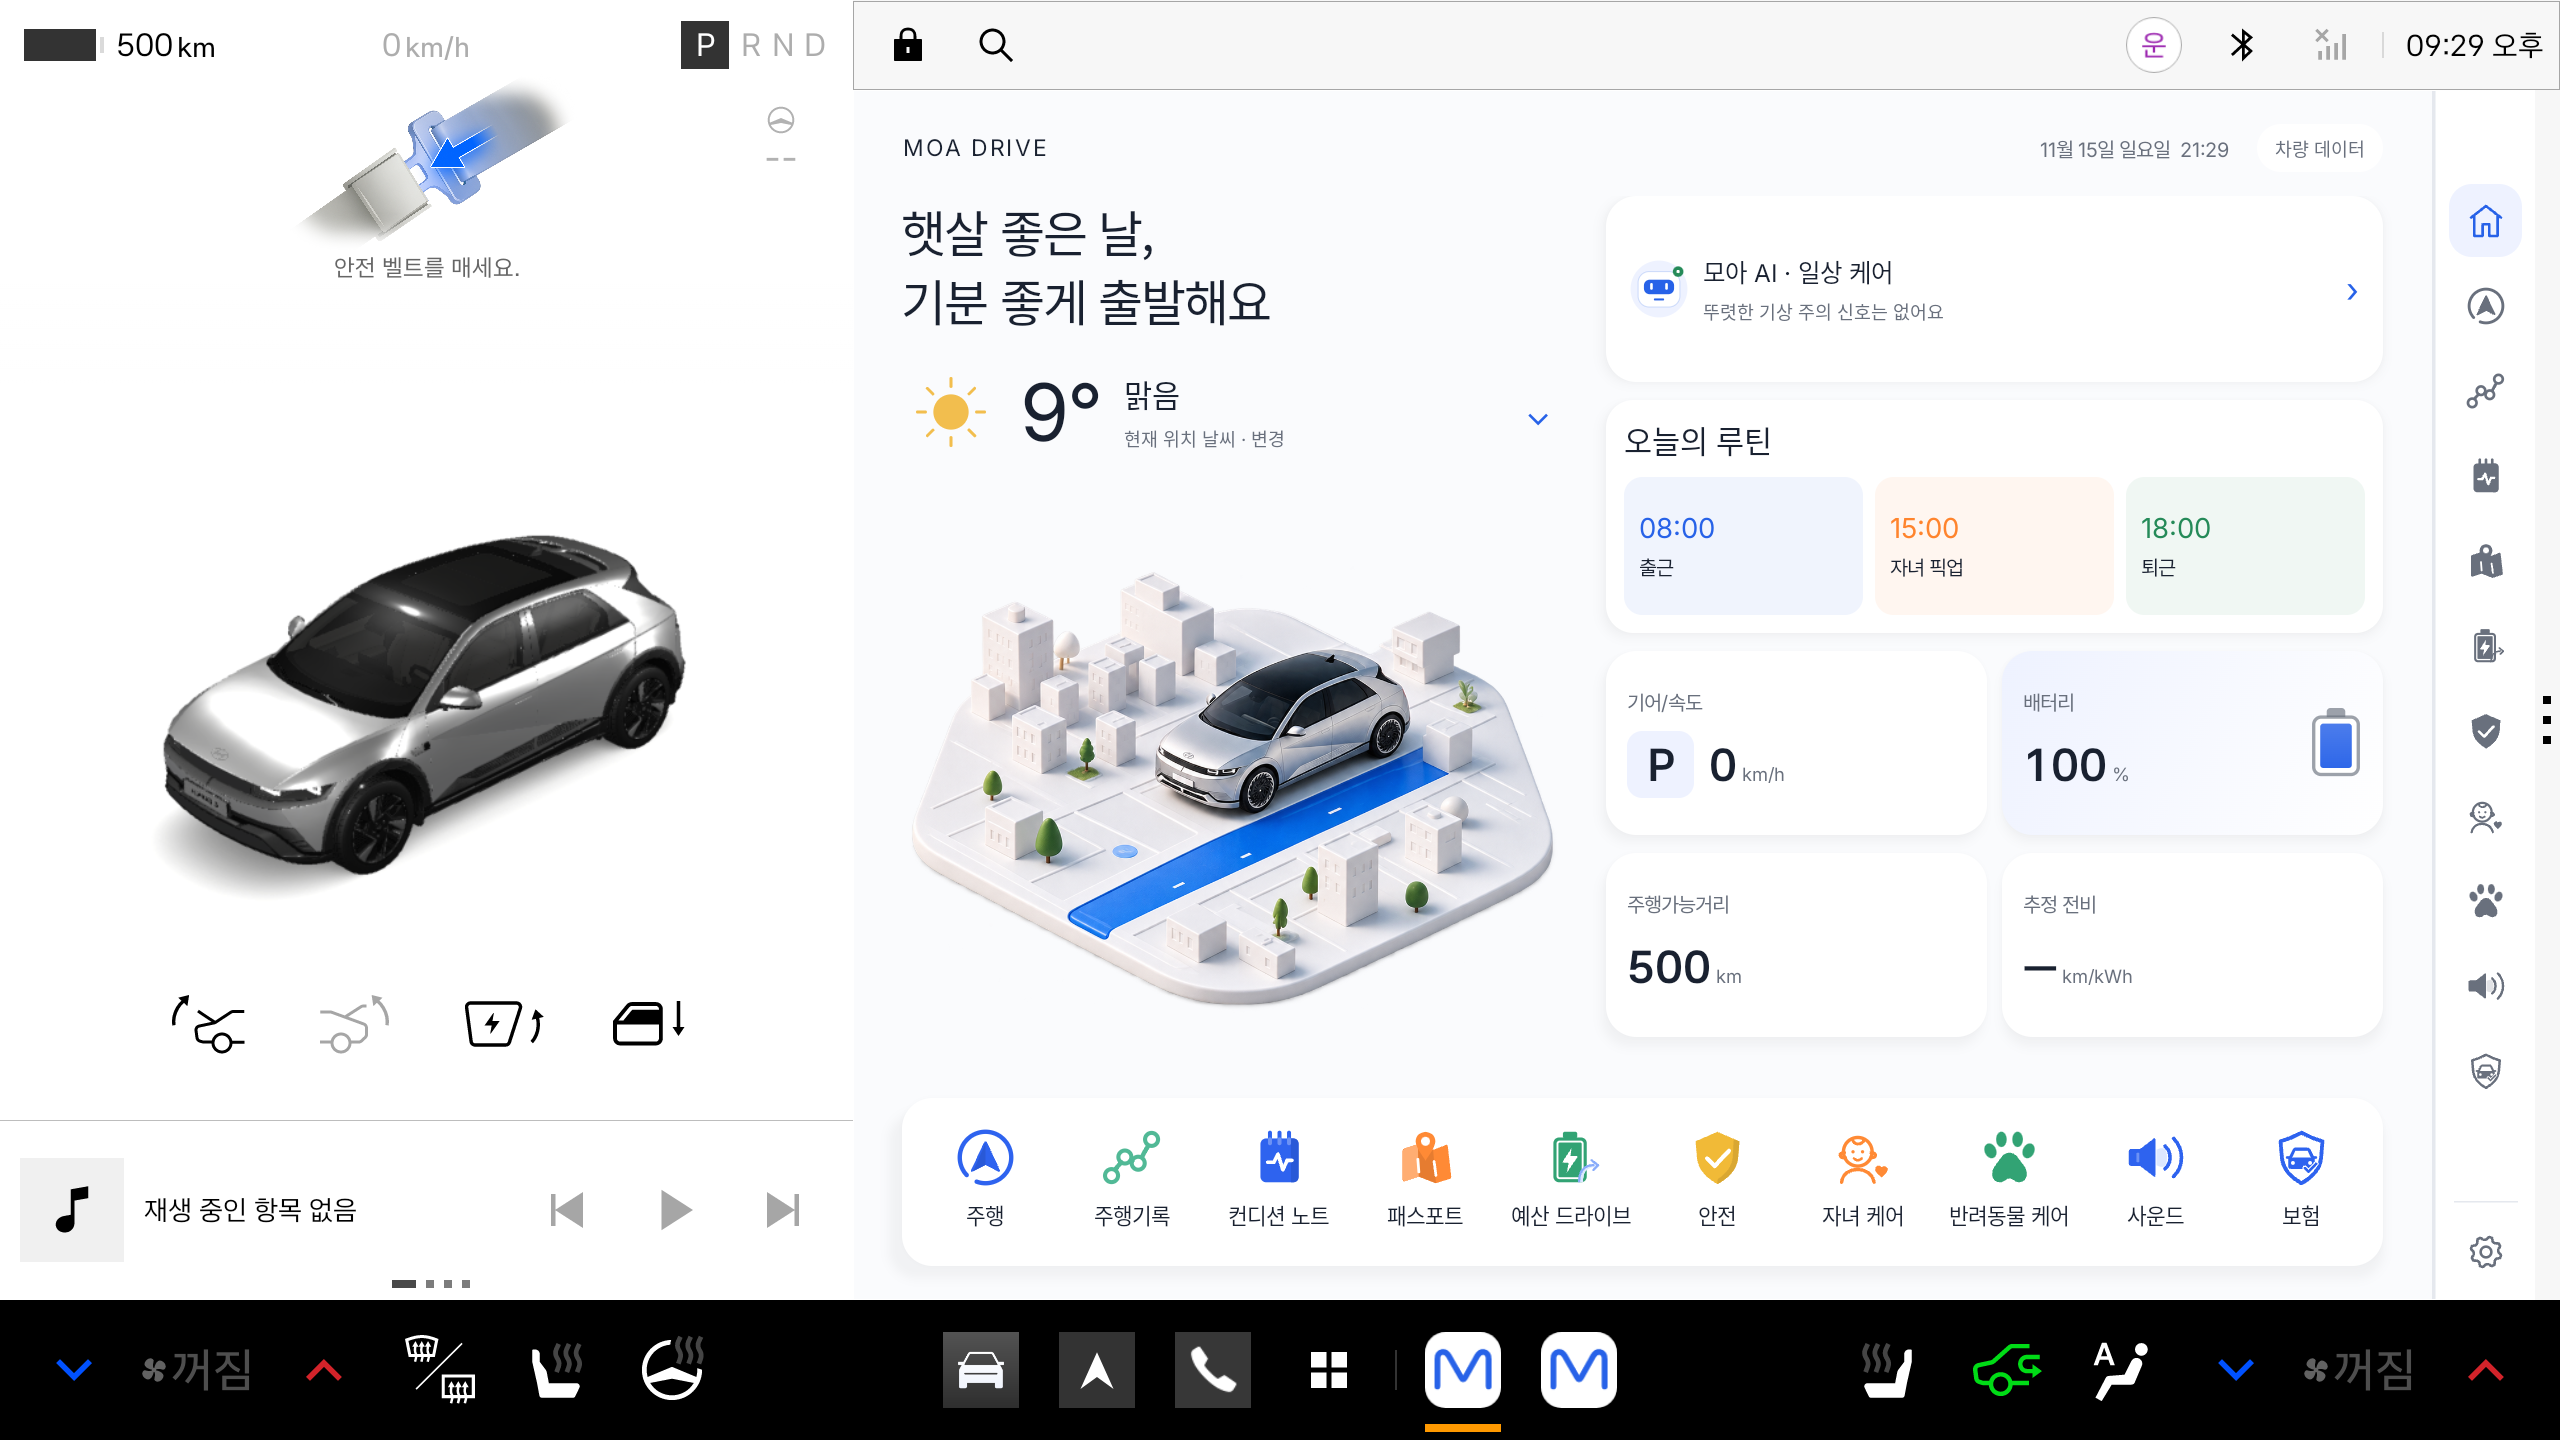 500 km
0 km/h
P R N D
안전 벨트를 매세요.
재생 중인 항목 없음
운
09:29 오후
MOA DRIVE
11월 15일 일요일 21:29
차량 데이터
햇살 좋은 날,
기분 좋게 출발해요
9°
맑음
현재 위치 날씨 · 변경
모아 AI · 일상 케어
뚜렷한 기상 주의 신호는 없어요
오늘의 루틴
08:00
출근
15:00
자녀 픽업
18:00
퇴근
기어/속도
P 0 km/h
배터리
100 %
주행가능거리
500 km
추정 전비
— km/kWh
주행
주행기록
컨디션 노트
패스포트
예산 드라이브
안전
자녀 케어
반려동물 케어
사운드
보험
꺼짐
A
꺼짐